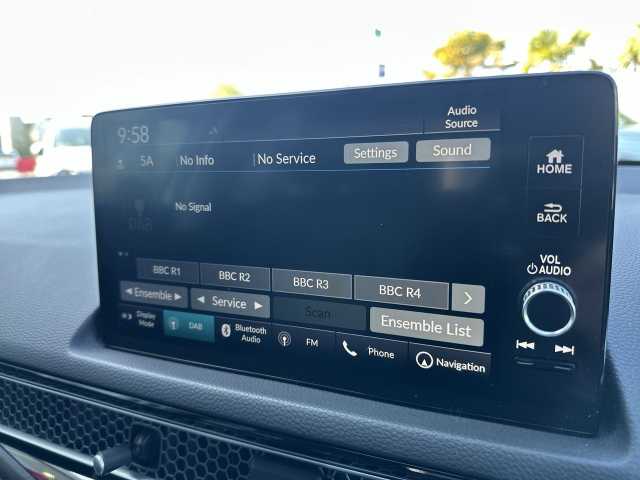 Audio
Source
9:58
5A No Info No Service Settings Sound
HOME
No Signal
BACK
VOL
AUDIO
BBC R1 BBC R2 BBC R3 BBC R4
Ensemble Service Scan Ensemble List
Display
Mode
DAB
Bluetooth
Audio
FM
Phone
Navigation